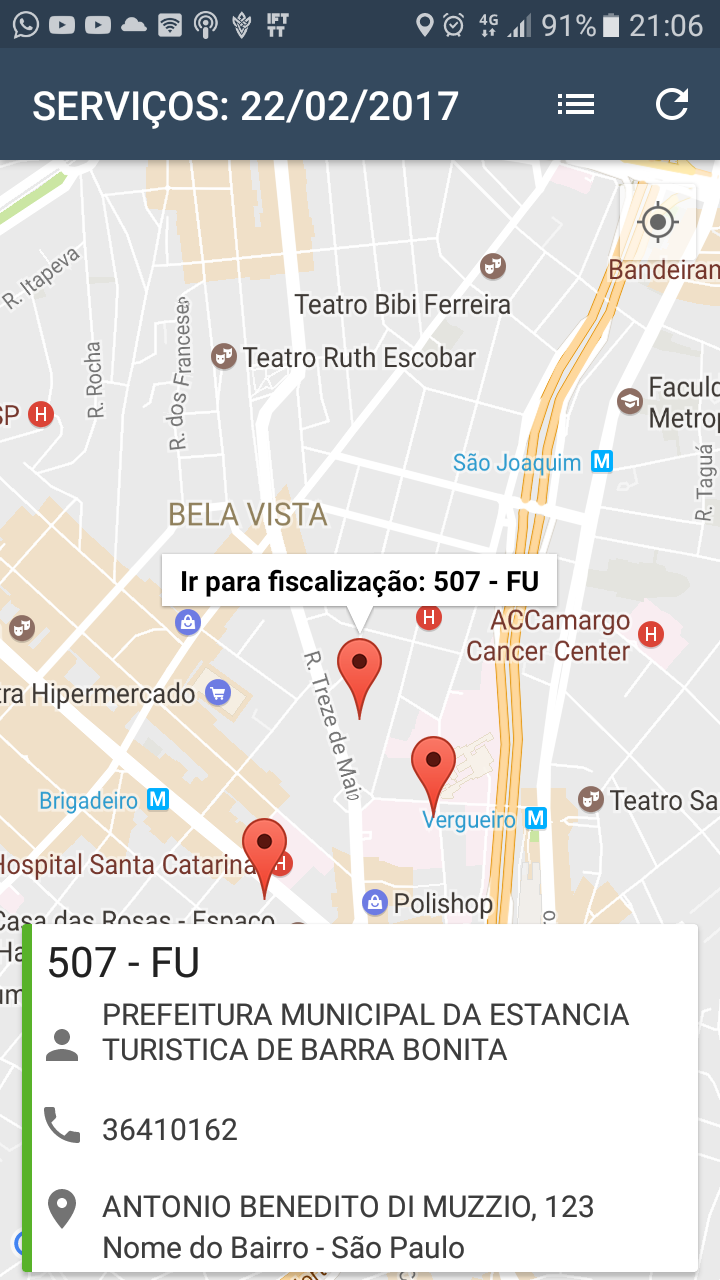 IFTTT
4G
91%
21:06
SERVIÇOS: 22/02/2017
R. Itapeva
Bandeiran
Teatro Bibi Ferreira
R. dos Franceses
R. Rocha
Teatro Ruth Escobar
Faculd
Metrop
SP H
São Joaquim M
R. Taguá
BELA VISTA
Ir para fiscalização: 507 - FU
H
ACCamargo
Cancer Center H
R. Treze de Maio
tra Hipermercado
Brigadeiro M
Teatro Sa
Vergueiro M
Hospital Santa Catarina H
Polishop
Casa das Rosas - Espaço
Ha
um
507 - FU
PREFEITURA MUNICIPAL DA ESTANCIA
TURISTICA DE BARRA BONITA
36410162
ANTONIO BENEDITO DI MUZZIO, 123
Nome do Bairro - São Paulo